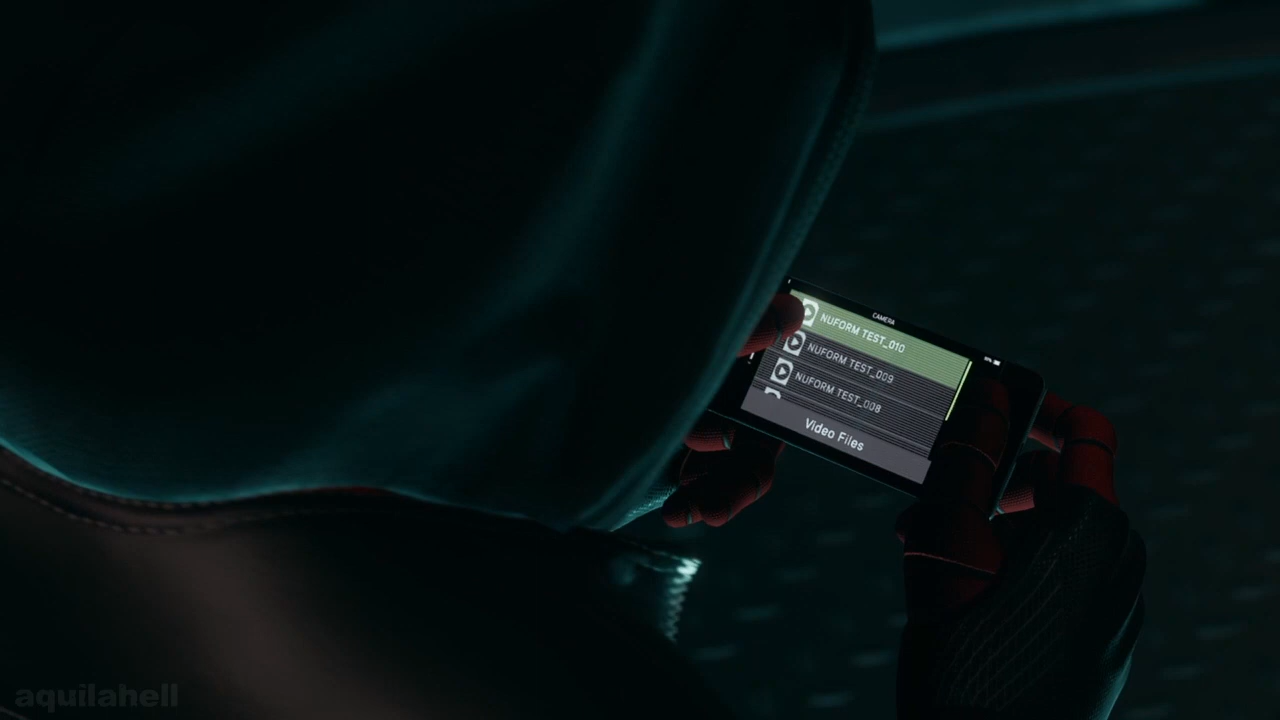 CAMERA
NUFORM TEST_010
NUFORM TEST_009
NUFORM TEST_008
Video Files
aquilahell